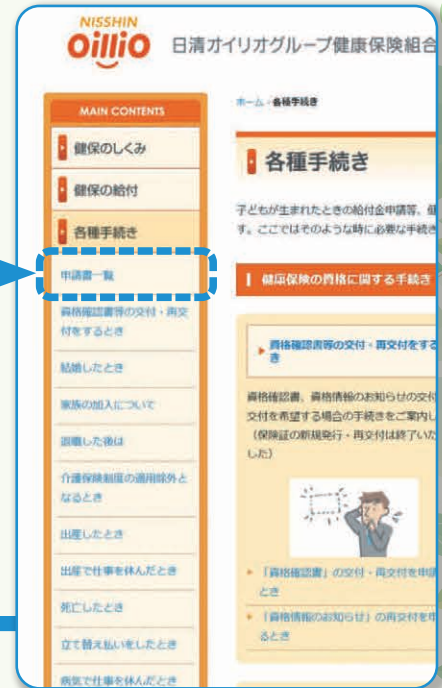 NISSHIN
OilliO
日清オイリオグループ健康保険組合
MAIN CONTENTS
健保のしくみ
健保の給付
各種手続き
申請書一覧
資格確認書等の交付・再交
付をするとき
結婚したとき
家族の加入について
退職した後は
介護保険制度の適用除外と
なるとき
出産したとき
出産で仕事を休んだとき
死亡したとき
立て替え払いをしたとき
病気で仕事を休んだとき
ホーム
各種手続き
各種手続き
子どもが生まれたときの給付金申請等、健
す。ここではそのような時に必要な手続き
健康保険の資格に関する手続き
資格確認書等の交付・再交付をする
き
資格確認書、資格情報のお知らせの交付
交付を希望する場合の手続きをご案内し
（保険証の新規発行・再交付は終了いた
した）
「資格確認書」の交付・再交付を申請
とき
「資格情報のお知らせ」の再交付を申
るとき